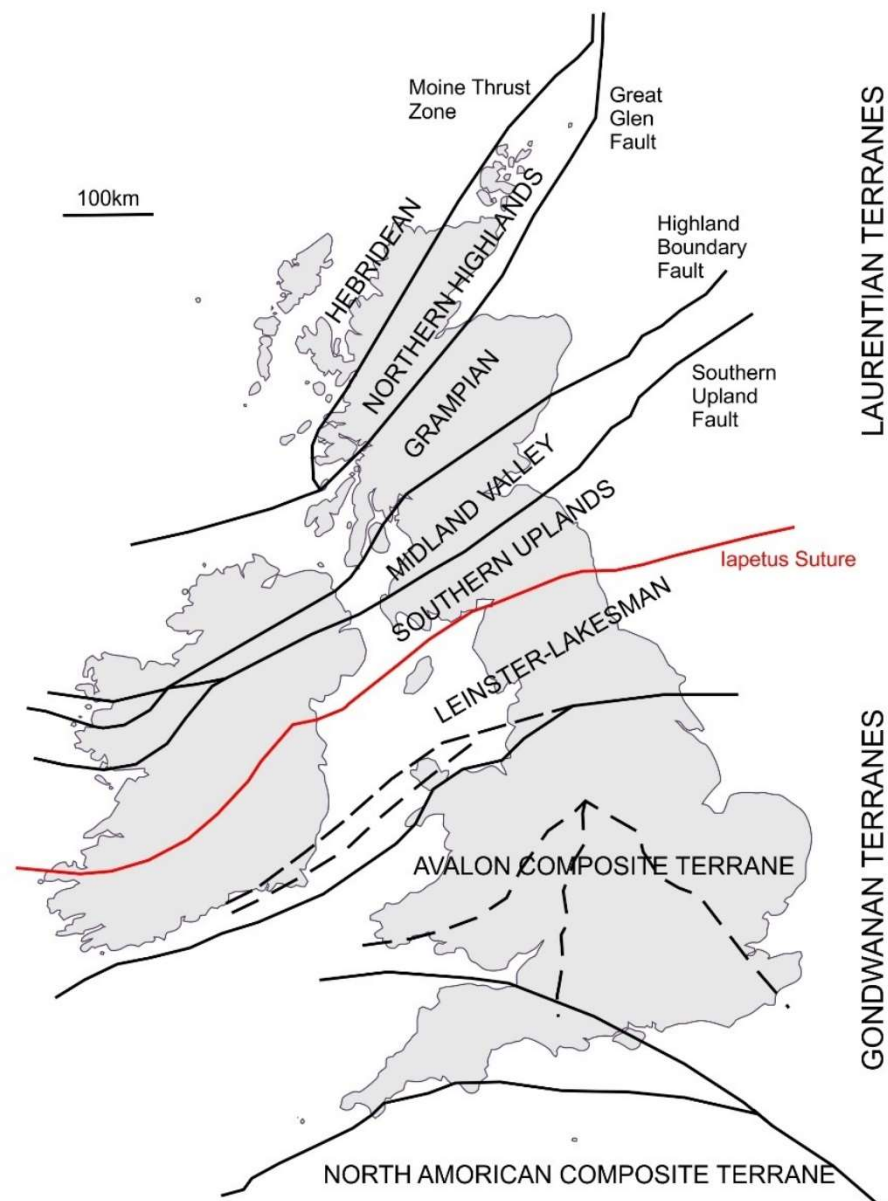 Moine Thrust
Zone
Great
Glen
Fault
100km
HEBRIDEAN
NORTHERN HIGHLANDS
Highland
Boundary
Fault
LAURENTIAN TERRANES
GRAMPIAN
Southern
Upland
Fault
MIDLAND VALLEY
SOUTHERN UPLANDS
Iapetus Suture
LEINSTER-LAKESMAN
AVALON COMPOSITE TERRANE
GONDWANAN TERRANES
NORTH AMORICAN COMPOSITE TERRANE